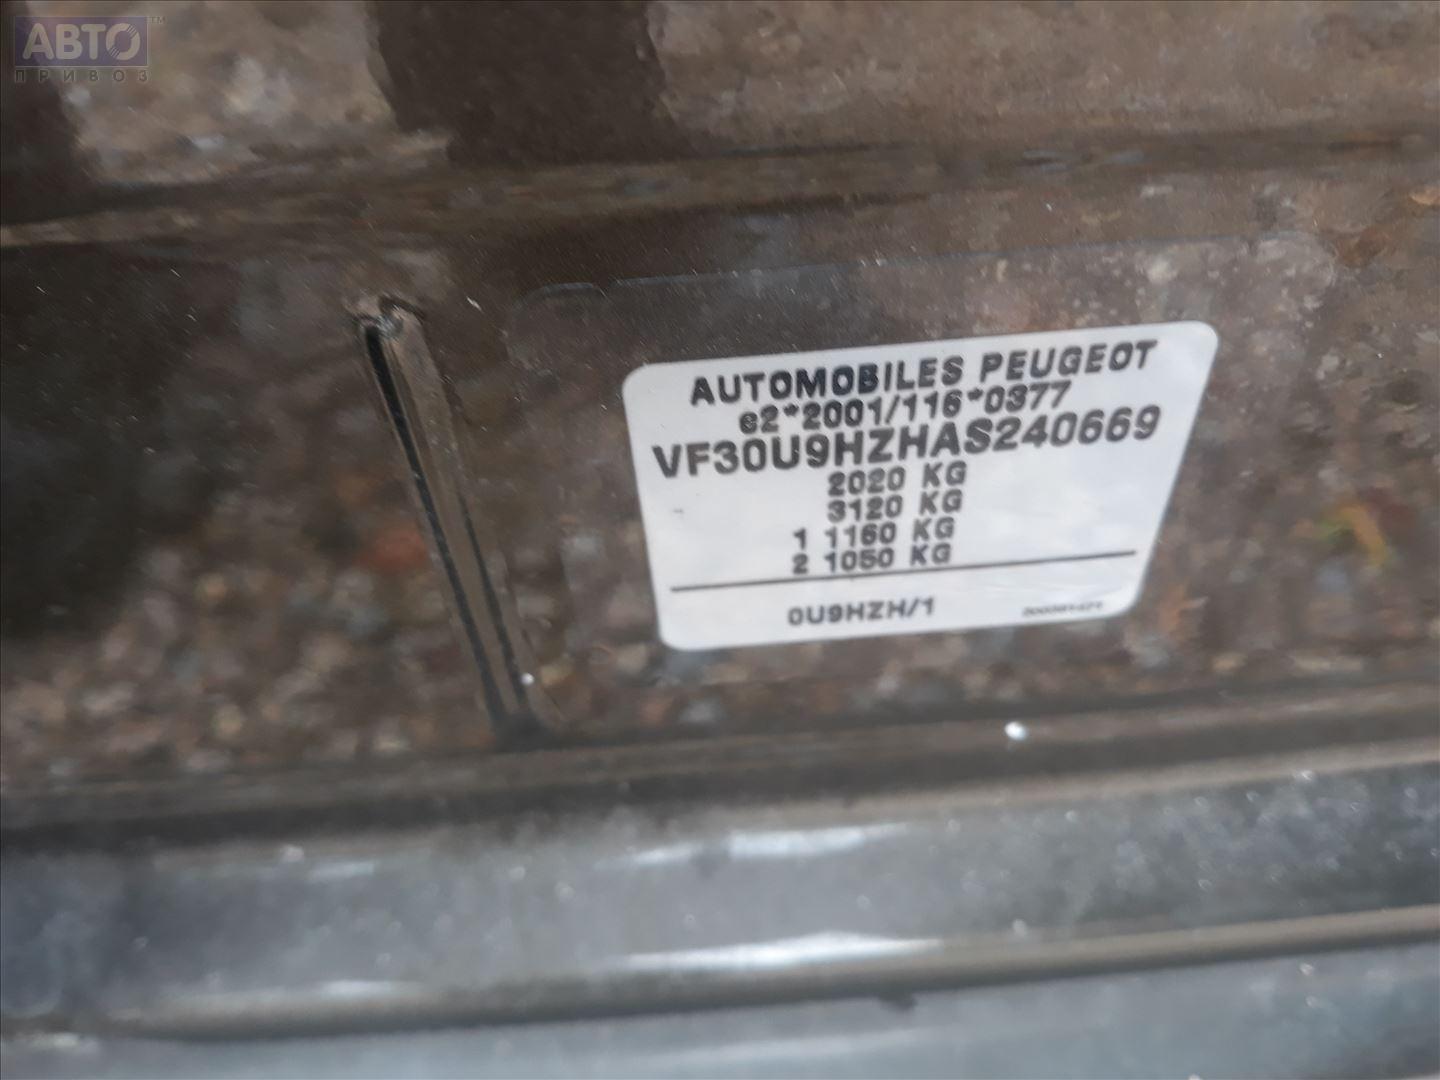 АВТО™
ПРИВОЗ
AUTOMOBILES PEUGEOT
e2*2001/116*0377
VF30U9HZHAS240669
2020 KG
3120 KG
1 1160 KG
2 1050 KG
0U9HZH/1